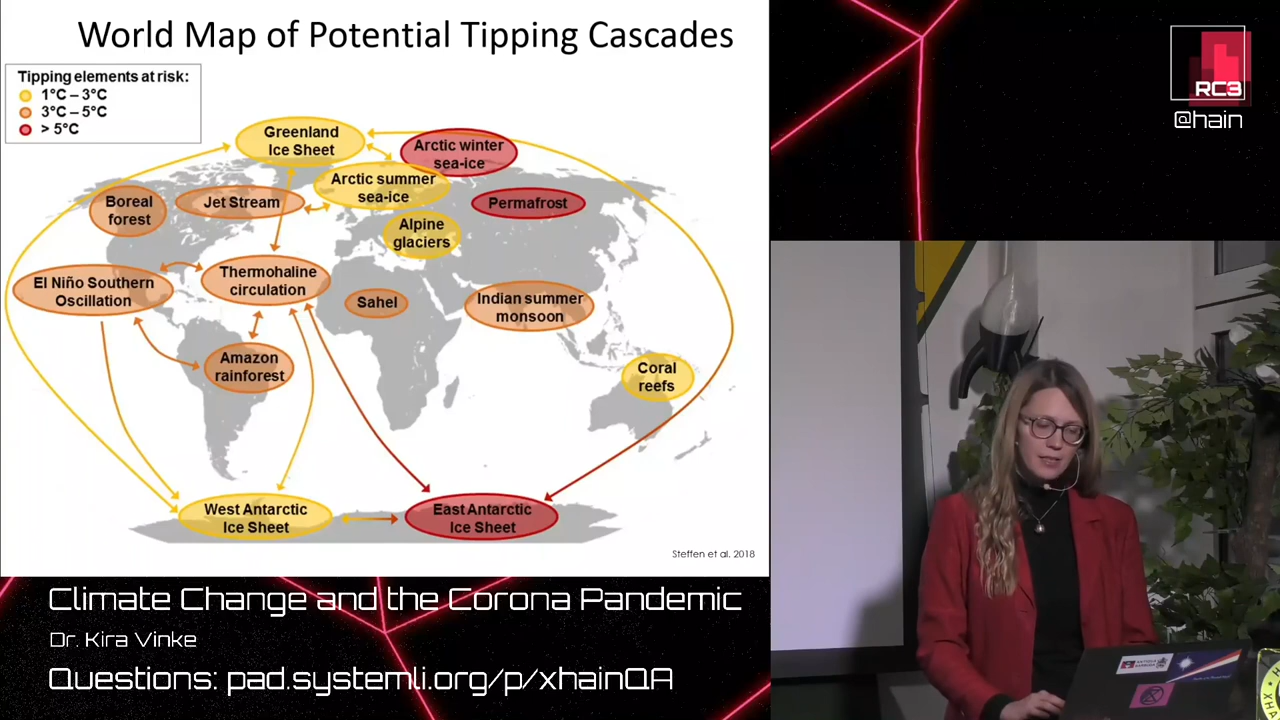 World Map of Potential Tipping Cascades
Tipping elements at risk:
1°C – 3°C
3°C – 5°C
> 5°C
Greenland
Ice Sheet
Arctic winter
sea-ice
Arctic summer
sea-ice
Boreal
forest
Jet Stream
Permafrost
Alpine
glaciers
El Niño Southern
Oscillation
Thermohaline
circulation
Sahel
Indian summer
monsoon
Amazon
rainforest
Coral
reefs
West Antarctic
Ice Sheet
East Antarctic
Ice Sheet
Steffen et al. 2018
RC3
@hain
Climate Change and the Corona Pandemic
Dr. Kira Vinke
Questions: pad.systemli.org/p/xhainQA